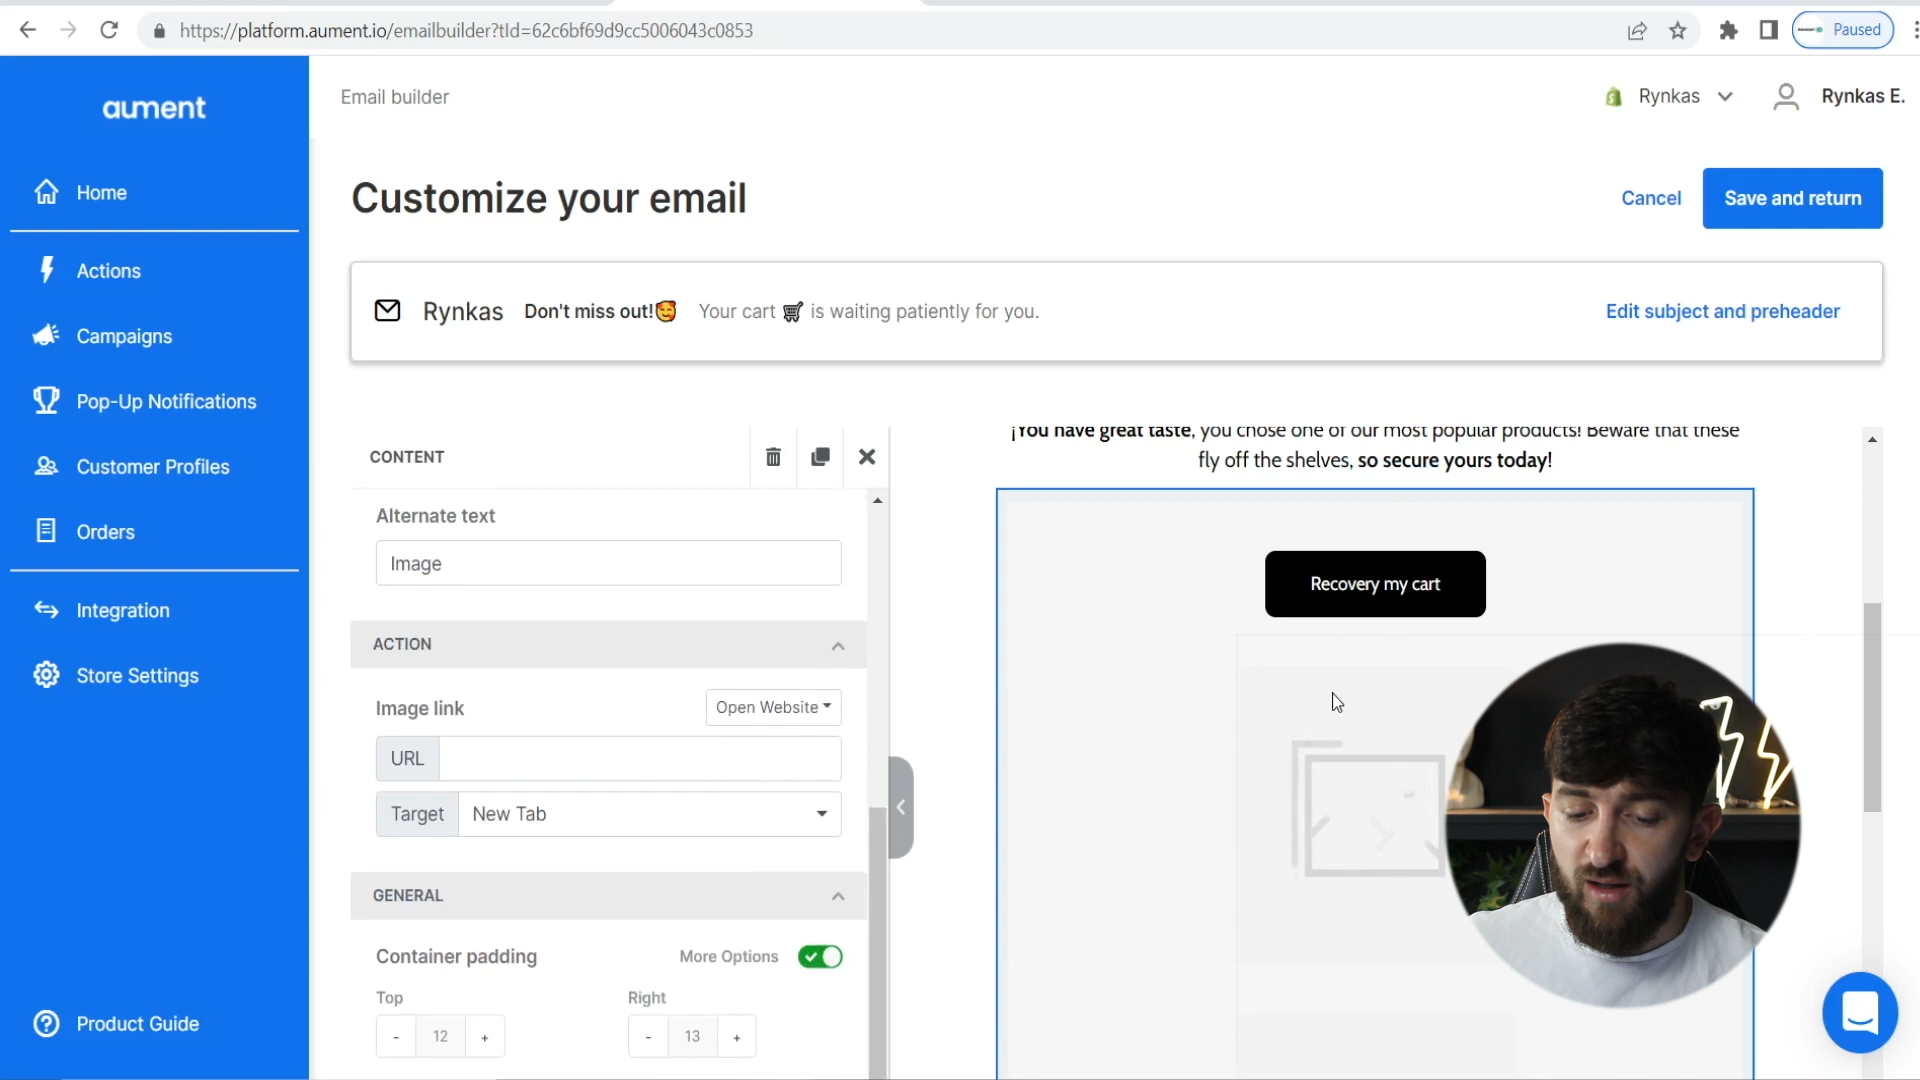 https://platform.aument.io/emailbuilder?tId=62c6bf69d9cc5006043c0853
Paused
aument
Email builder
Rynkas
Rynkas E.
Home
Actions
Campaigns
Pop-Up Notifications
Customer Profiles
Orders
Integration
Store Settings
Product Guide
Customize your email
Cancel
Save and return
Rynkas Don't miss out!🥰 Your cart 🛒 is waiting patiently for you.
Edit subject and preheader
CONTENT
Alternate text
Image
ACTION
Image link
Open Website
URL
Target New Tab
GENERAL
Container padding
More Options
Top Right
- 12 + - 13 +
¡You have great taste, you chose one of our most popular products! Beware that these
fly off the shelves, so secure yours today!
Recovery my cart